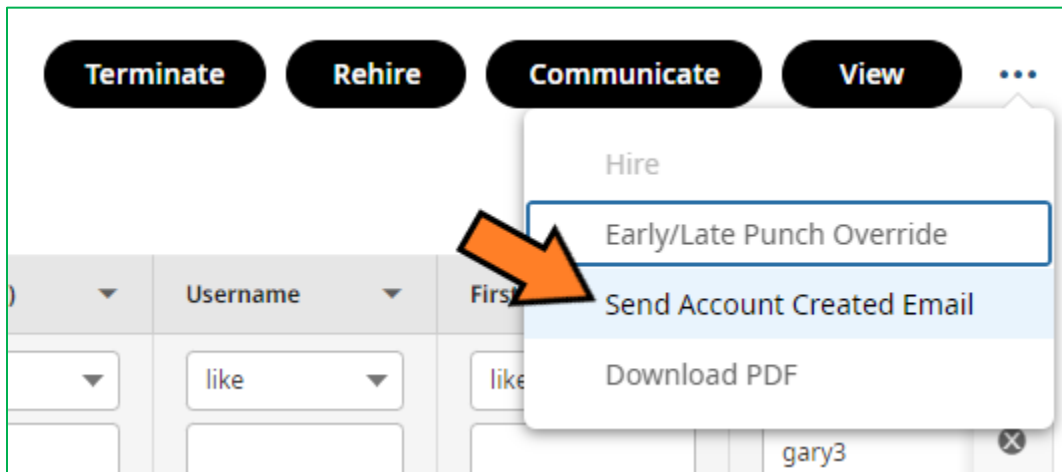 Terminate Rehire Communicate View
Hire
Early/Late Punch Override
) Username First
Send Account Created Email
like like
Download PDF
gary3